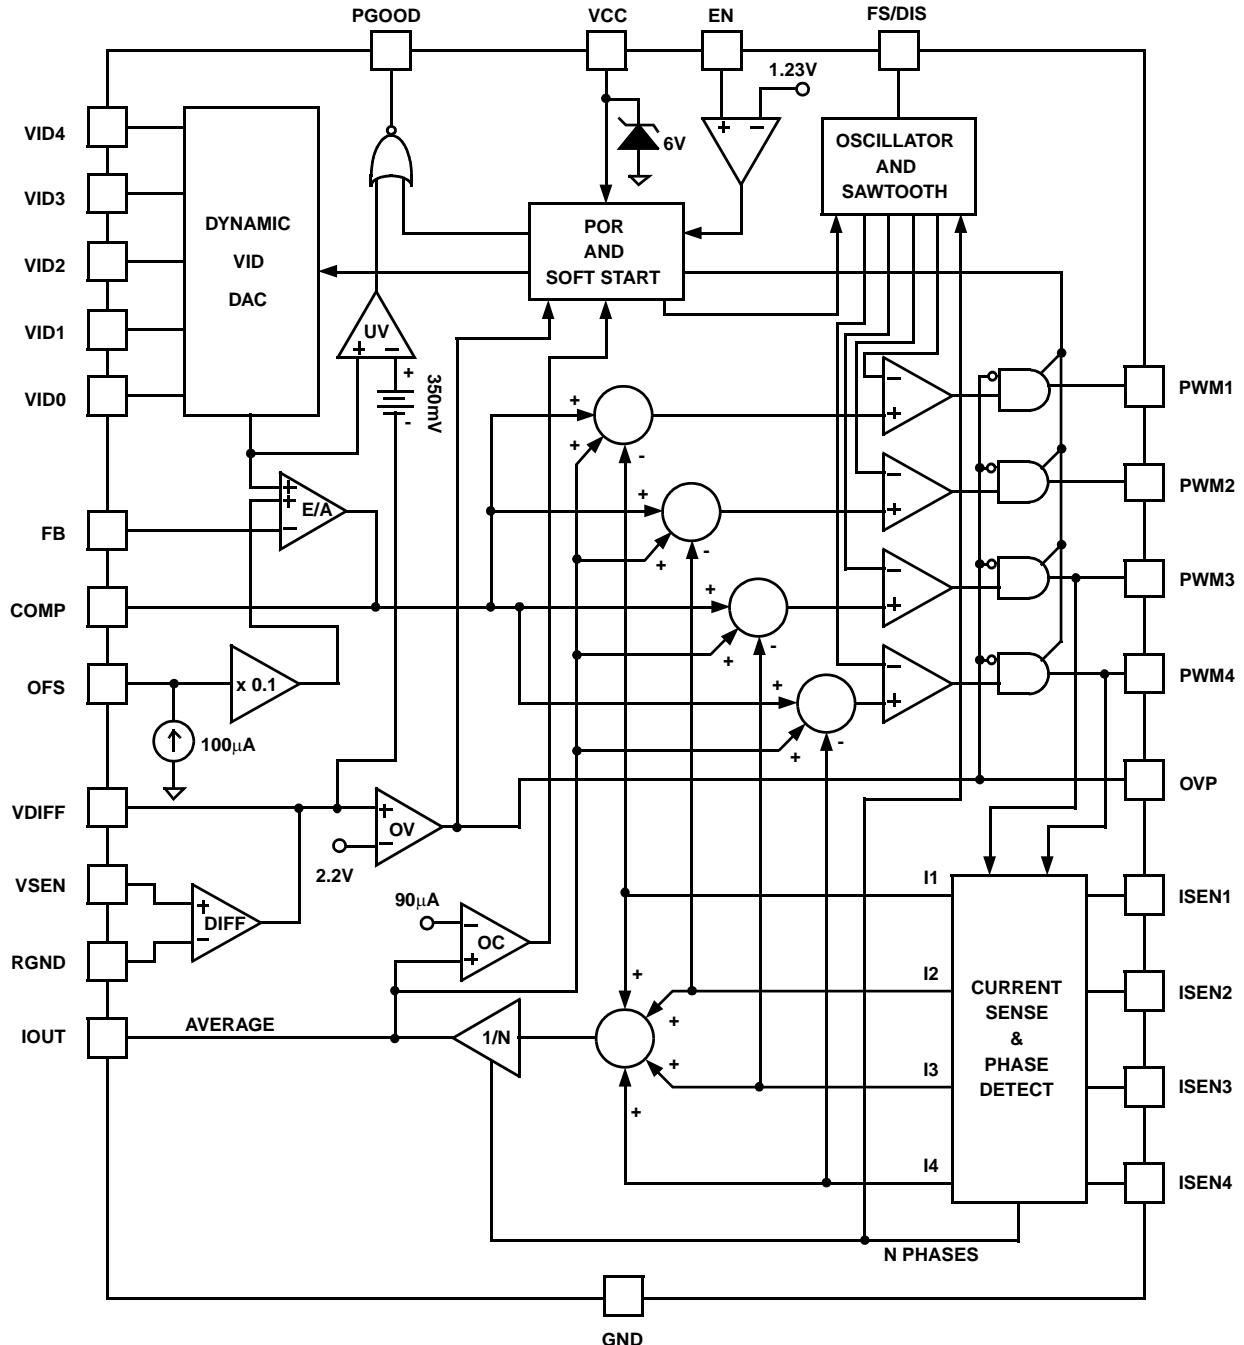 PGOOD
VCC
EN
FS/DIS
1.23V
VID4
VID3
VID2
VID1
VID0
DYNAMIC
VID
DAC
6V
+ −
OSCILLATOR
AND
SAWTOOTH
POR
AND
SOFT START
UV
+ −
+
350mV
-
+
E/A
+
+
−
FB
COMP
OFS
x 0.1
100μA
+
+
-
+
+
-
+
+
-
+
+
-
−
+
−
+
−
+
−
+
PWM1
PWM2
PWM3
PWM4
OVP
VDIFF
+
OV
−
2.2V
VSEN
+
DIFF
−
RGND
90μA
−
OC
+
IOUT
AVERAGE
1/N
+
+
+
+
I1
I2
I3
I4
CURRENT
SENSE
&
PHASE
DETECT
ISEN1
ISEN2
ISEN3
ISEN4
N PHASES
GND